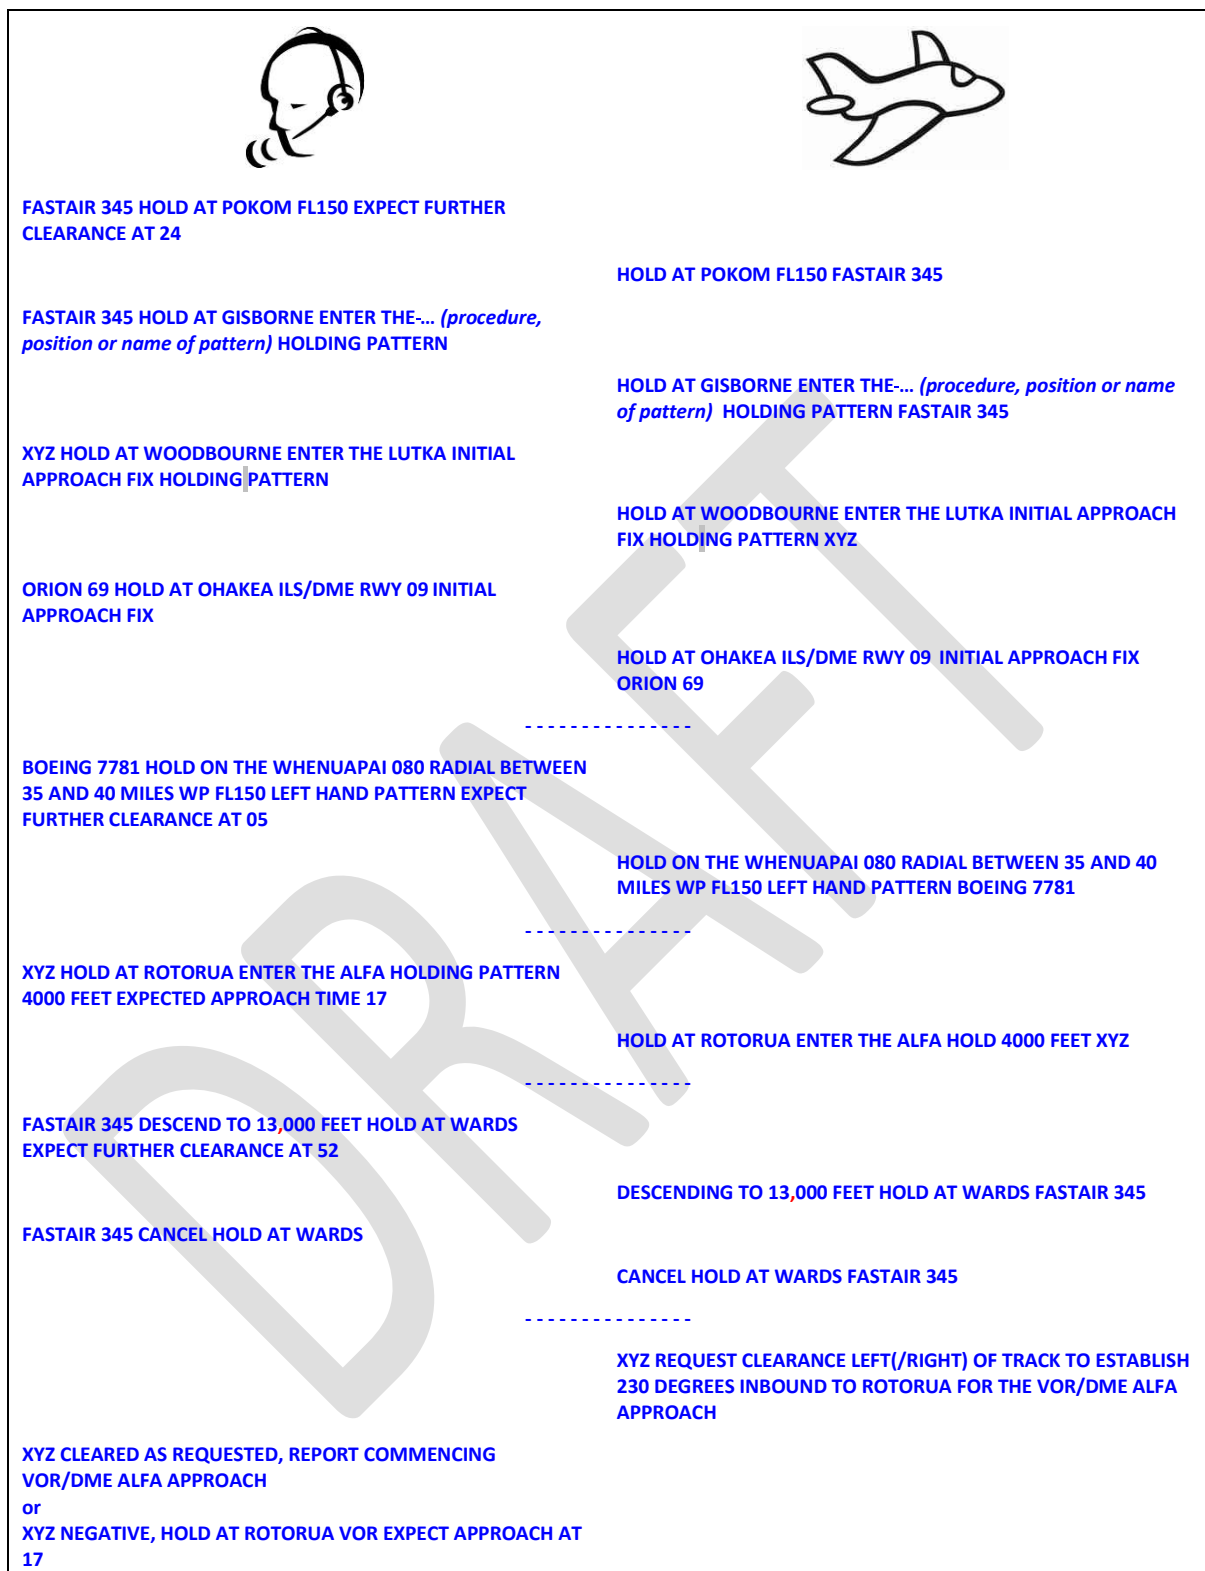 FASTAIR 345 HOLD AT POKOM FL150 EXPECT FURTHER
CLEARANCE AT 24
HOLD AT POKOM FL150 FASTAIR 345
FASTAIR 345 HOLD AT GISBORNE ENTER THE-... (procedure,
position or name of pattern) HOLDING PATTERN
HOLD AT GISBORNE ENTER THE-... (procedure, position or name
of pattern) HOLDING PATTERN FASTAIR 345
XYZ HOLD AT WOODBOURNE ENTER THE LUTKA INITIAL
APPROACH FIX HOLDING PATTERN
HOLD AT WOODBOURNE ENTER THE LUTKA INITIAL APPROACH
FIX HOLDING PATTERN XYZ
ORION 69 HOLD AT OHAKEA ILS/DME RWY 09 INITIAL
APPROACH FIX
HOLD AT OHAKEA ILS/DME RWY 09 INITIAL APPROACH FIX
ORION 69
- - - - - - - - - - - - - - -
BOEING 7781 HOLD ON THE WHENUAPAI 080 RADIAL BETWEEN
35 AND 40 MILES WP FL150 LEFT HAND PATTERN EXPECT
FURTHER CLEARANCE AT 05
HOLD ON THE WHENUAPAI 080 RADIAL BETWEEN 35 AND 40
MILES WP FL150 LEFT HAND PATTERN BOEING 7781
- - - - - - - - - - - - - - -
XYZ HOLD AT ROTORUA ENTER THE ALFA HOLDING PATTERN
4000 FEET EXPECTED APPROACH TIME 17
HOLD AT ROTORUA ENTER THE ALFA HOLD 4000 FEET XYZ
- - - - - - - - - - - - - - -
FASTAIR 345 DESCEND TO 13,000 FEET HOLD AT WARDS
EXPECT FURTHER CLEARANCE AT 52
DESCENDING TO 13,000 FEET HOLD AT WARDS FASTAIR 345
FASTAIR 345 CANCEL HOLD AT WARDS
CANCEL HOLD AT WARDS FASTAIR 345
- - - - - - - - - - - - - - -
XYZ REQUEST CLEARANCE LEFT(/RIGHT) OF TRACK TO ESTABLISH
230 DEGREES INBOUND TO ROTORUA FOR THE VOR/DME ALFA
APPROACH
XYZ CLEARED AS REQUESTED, REPORT COMMENCING
VOR/DME ALFA APPROACH
or
XYZ NEGATIVE, HOLD AT ROTORUA VOR EXPECT APPROACH AT
17
DRAFT